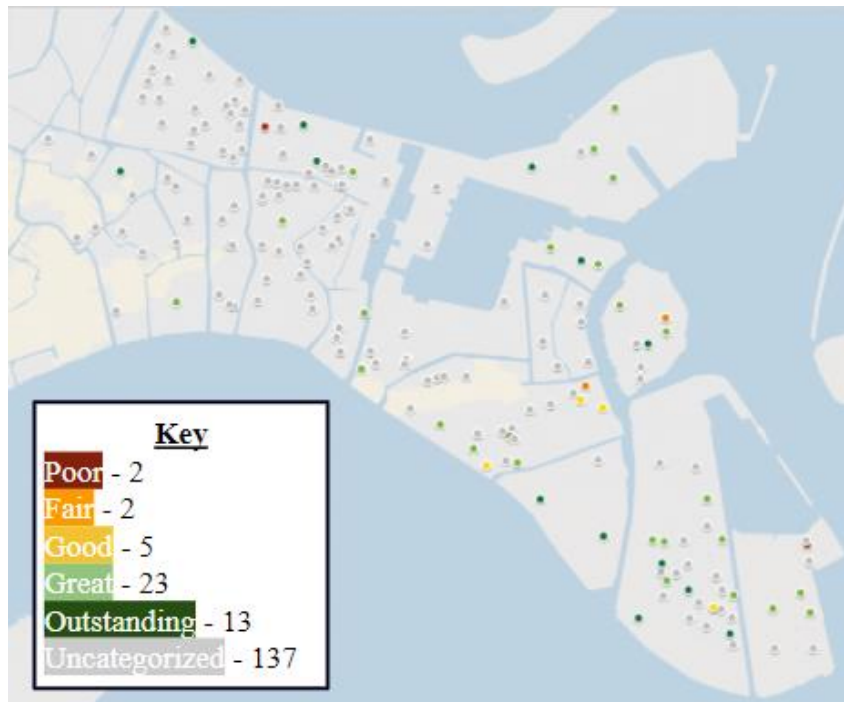 Key
Poor - 2
Fair - 2
Good - 5
Great - 23
Outstanding - 13
Uncategorized - 137